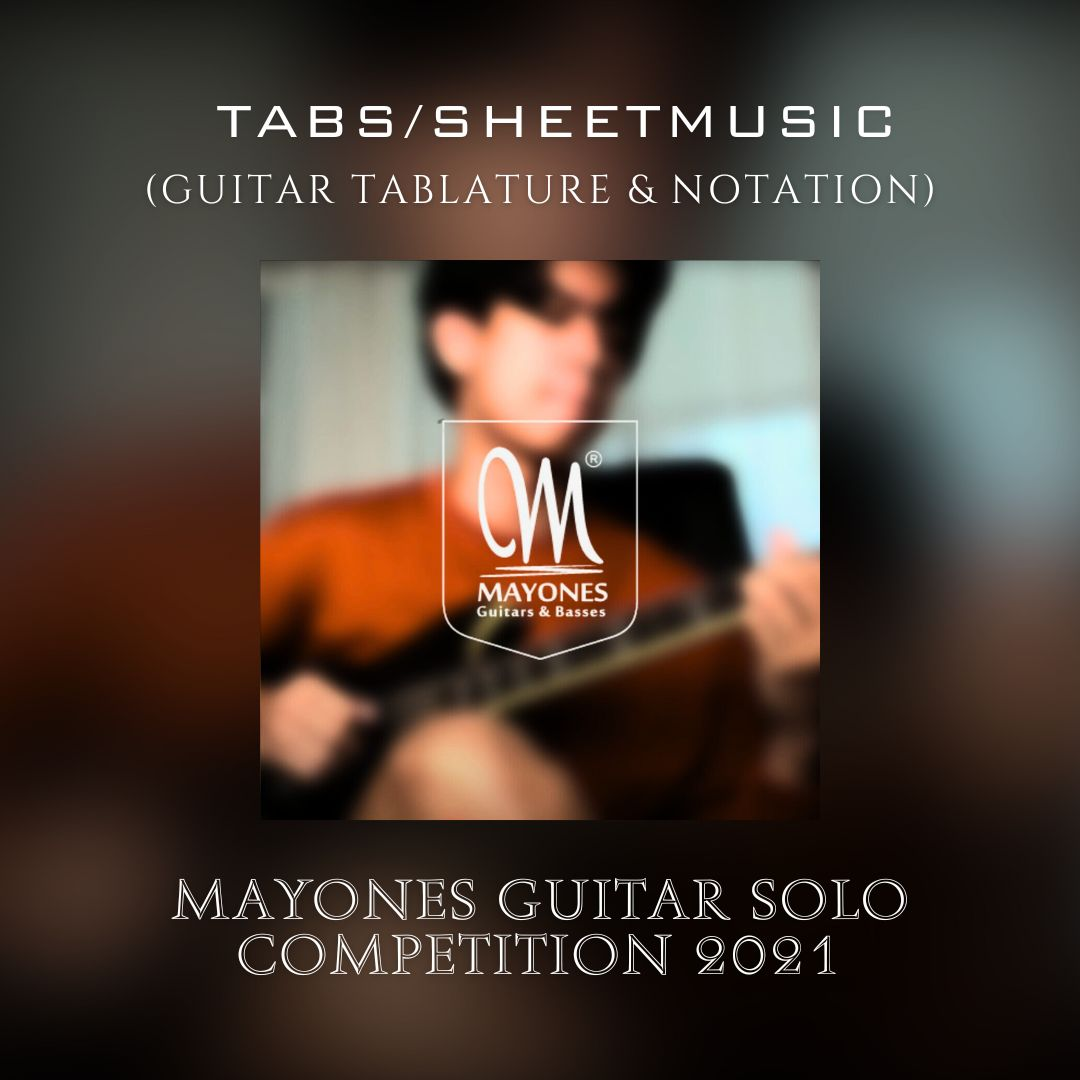 TABS/SHEETMUSIC
(GUITAR TABLATURE & NOTATION)
M®
MAYONES
Guitars & Basses
MAYONES GUITAR SOLO
COMPETITION 2021